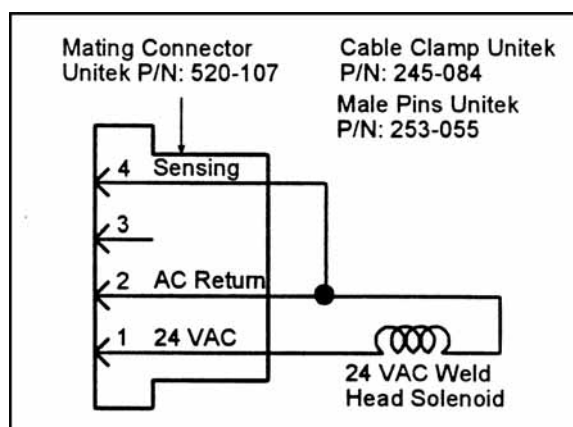 Mating Connector
Unitek P/N: 520-107
Cable Clamp Unitek
P/N: 245-084
Male Pins Unitek
P/N: 253-055
4 Sensing
3
2 AC Return
1 24 VAC
24 VAC Weld
Head Solenoid